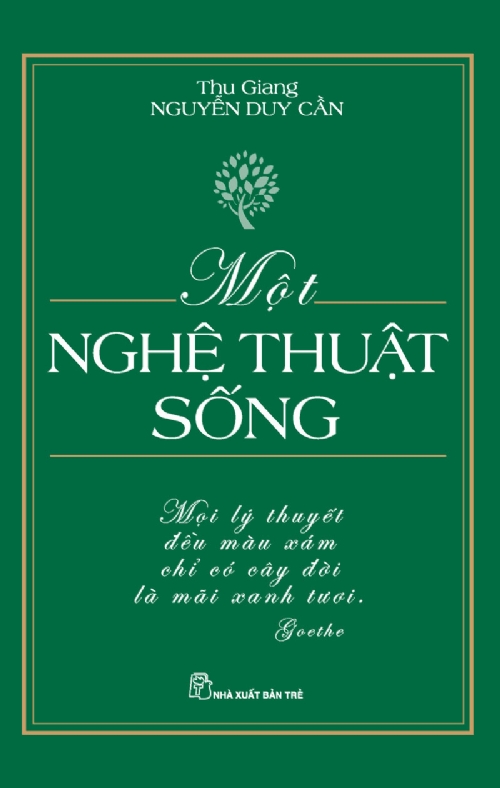 Thu Giang
NGUYỄN DUY CẦN
Một
NGHỆ THUẬT
SỐNG
Mọi lý thuyết
đều màu xám
chỉ có cây đời
là mãi xanh tươi.
Goethe
NHÀ XUẤT BẢN TRẺ